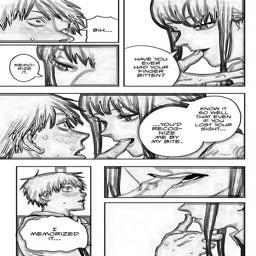 HAVE YOU
EVER
HAD YOUR
FINGER
BITTEN?
BIH...
MEMO-
RIZE
IT.
KNOW IT
SO WELL
THAT EVEN
IF YOU
LOST YOUR
SIGHT...
...YOU'D
RECOG-
NIZE
ME BY
MY BITE.
I
MEMORIZED
IT...